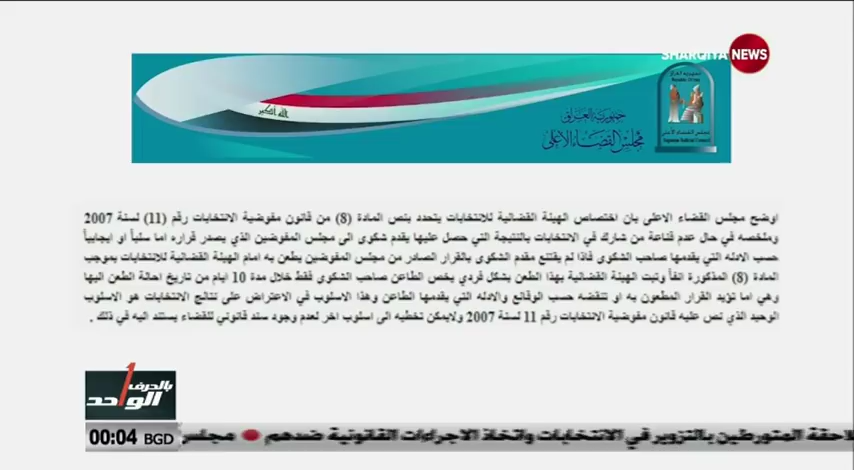 SHARQIYA NEWS
جمهورية العراق
مجلس القضاء الاعلى
اوضح مجلس القضاء الاعلى بان اختصاص الهيئة القضائية للانتخابات يتحدد بنص المادة (8) من قانون مفوضية الانتخابات رقم (11) لسنة 2007
وملخصه في حال عدم قناعة من شارك في الانتخابات بالنتيجة التي حصل عليها يقدم شكوى الى مجلس المفوضين الذي يصدر قراره اما سلباً او ايجابياً
حسب الادله التي يقدمها صاحب الشكوى فاذا لم يقتنع مقدم الشكوى بالقرار الصادر من مجلس المفوضين يطعن به امام الهيئة القضائية للانتخابات بموجب
المادة (8) المذكورة انفاً وتبت الهيئة القضائية بهذا الطعن بشكل فردي يخص الطاعن صاحب الشكوى فقط خلال مدة 10 ايام من تاريخ احالة الطعن اليها
وهي اما تؤيد القرار المطعون به او تنقضه حسب الوقائع والادله التي يقدمها الطاعن وهذا الاسلوب في الاعتراض على نتائج الانتخابات هو الاسلوب
الوحيد الذي نص عليه قانون مفوضية الانتخابات رقم 11 لسنة 2007 ولايمكن تخطيه الى اسلوب اخر لعدم وجود سند قانوني للقضاء يستند اليه في ذلك .
بالحرف
الواحد
00:04 BGD
لاحقة المتورطين بالتزوير في الانتخابات واتخاذ الاجراءات القانونية ضدهم مجلس